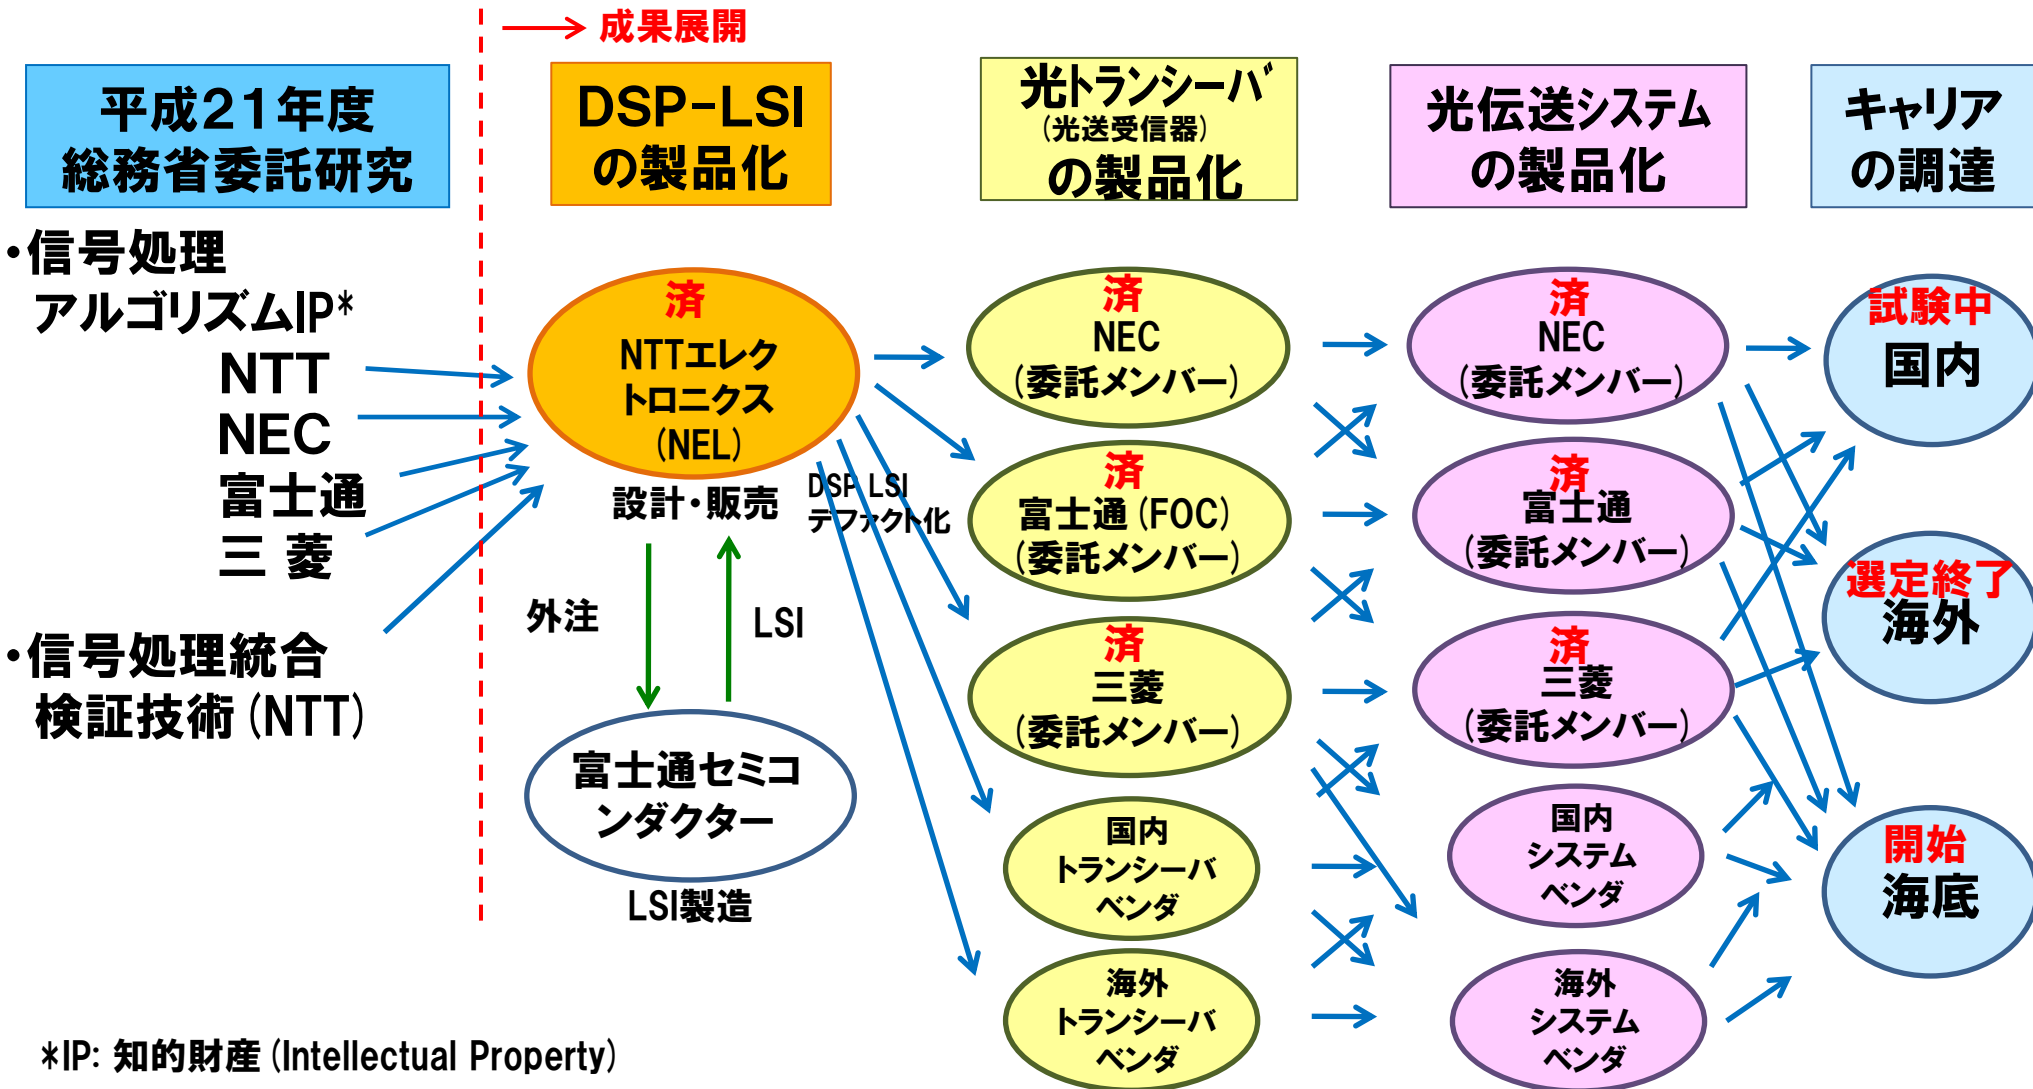 成果展開
平成21年度
総務省委託研究
DSP-LSI
の製品化
光トランシーバ
(光送受信器)
の製品化
光伝送システム
の製品化
キャリア
の調達
・信号処理
アルゴリズムIP*
NTT
NEC
富士通
三 菱
・信号処理統合
検証技術(NTT)
済
NTTエレク
トロニクス
(NEL)
設計・販売
DSP LSI
デファクト化
外注
LSI
富士通セミコ
ンダクター
LSI製造
済
NEC
(委託メンバー)
済
富士通(FOC)
(委託メンバー)
済
三菱
(委託メンバー)
国内
トランシーバ
ベンダ
海外
トランシーバ
ベンダ
済
NEC
(委託メンバー)
済
富士通
(委託メンバー)
済
三菱
(委託メンバー)
国内
システム
ベンダ
海外
システム
ベンダ
試験中
国内
選定終了
海外
開始
海底
*IP: 知的財産(Intellectual Property)